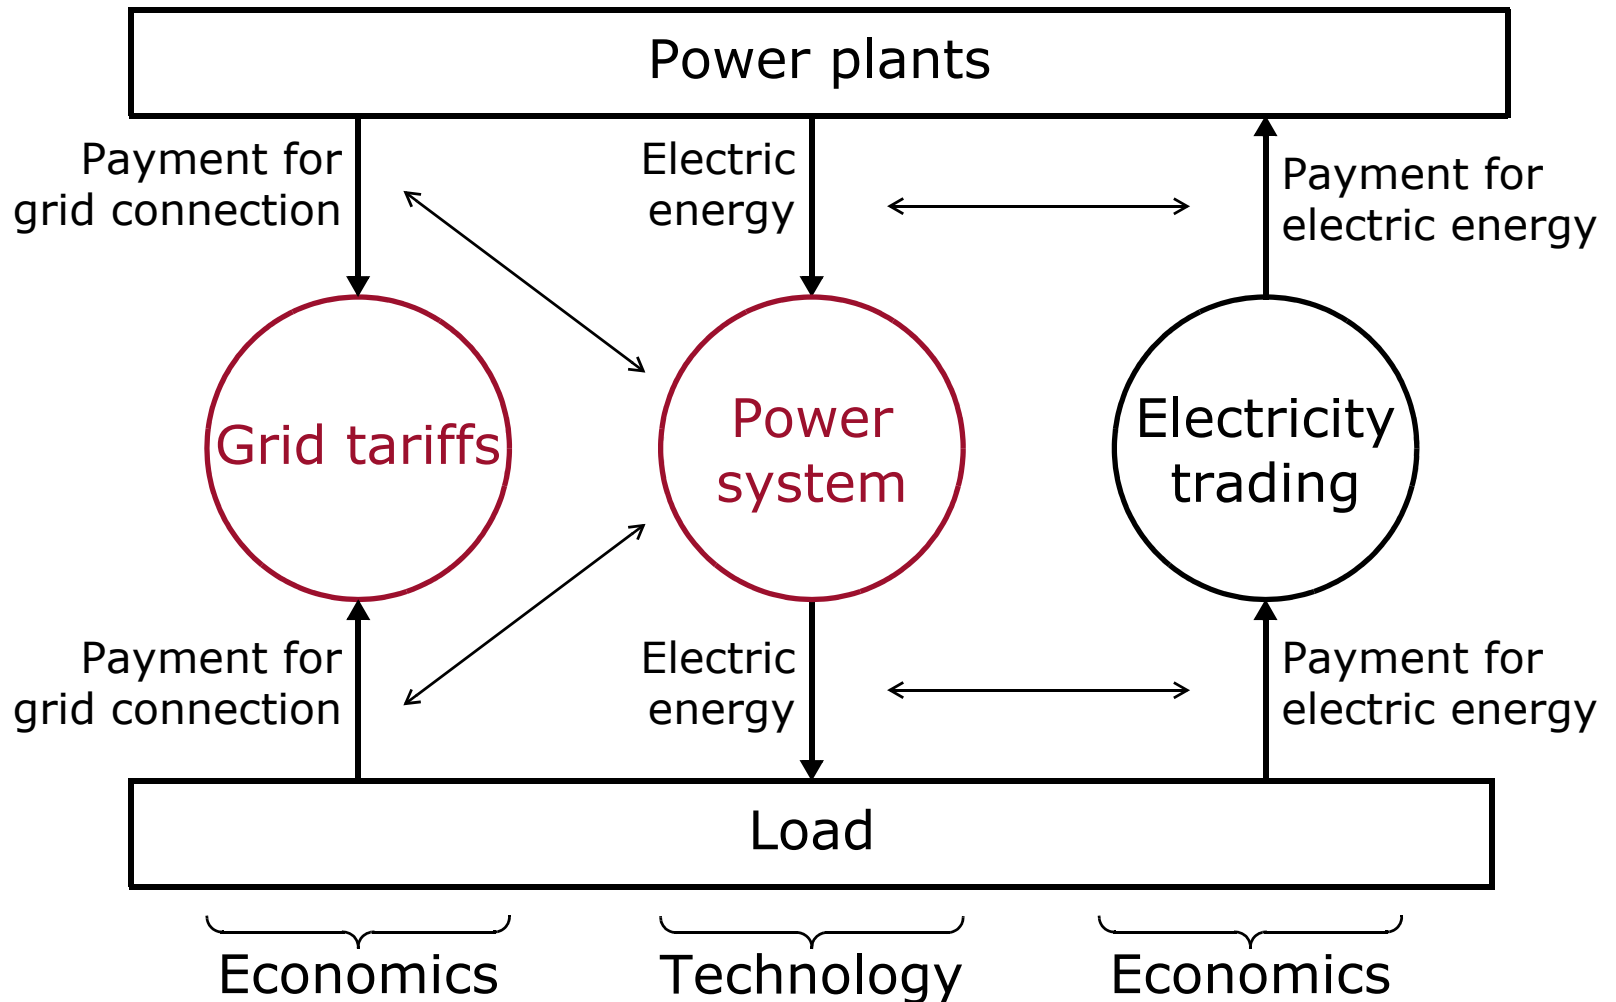 Power plants
Payment for
grid connection
Electric
energy
Payment for
electric energy
Grid tariffs
Power
system
Electricity
trading
Payment for
grid connection
Electric
energy
Payment for
electric energy
Load
Economics
Technology
Economics